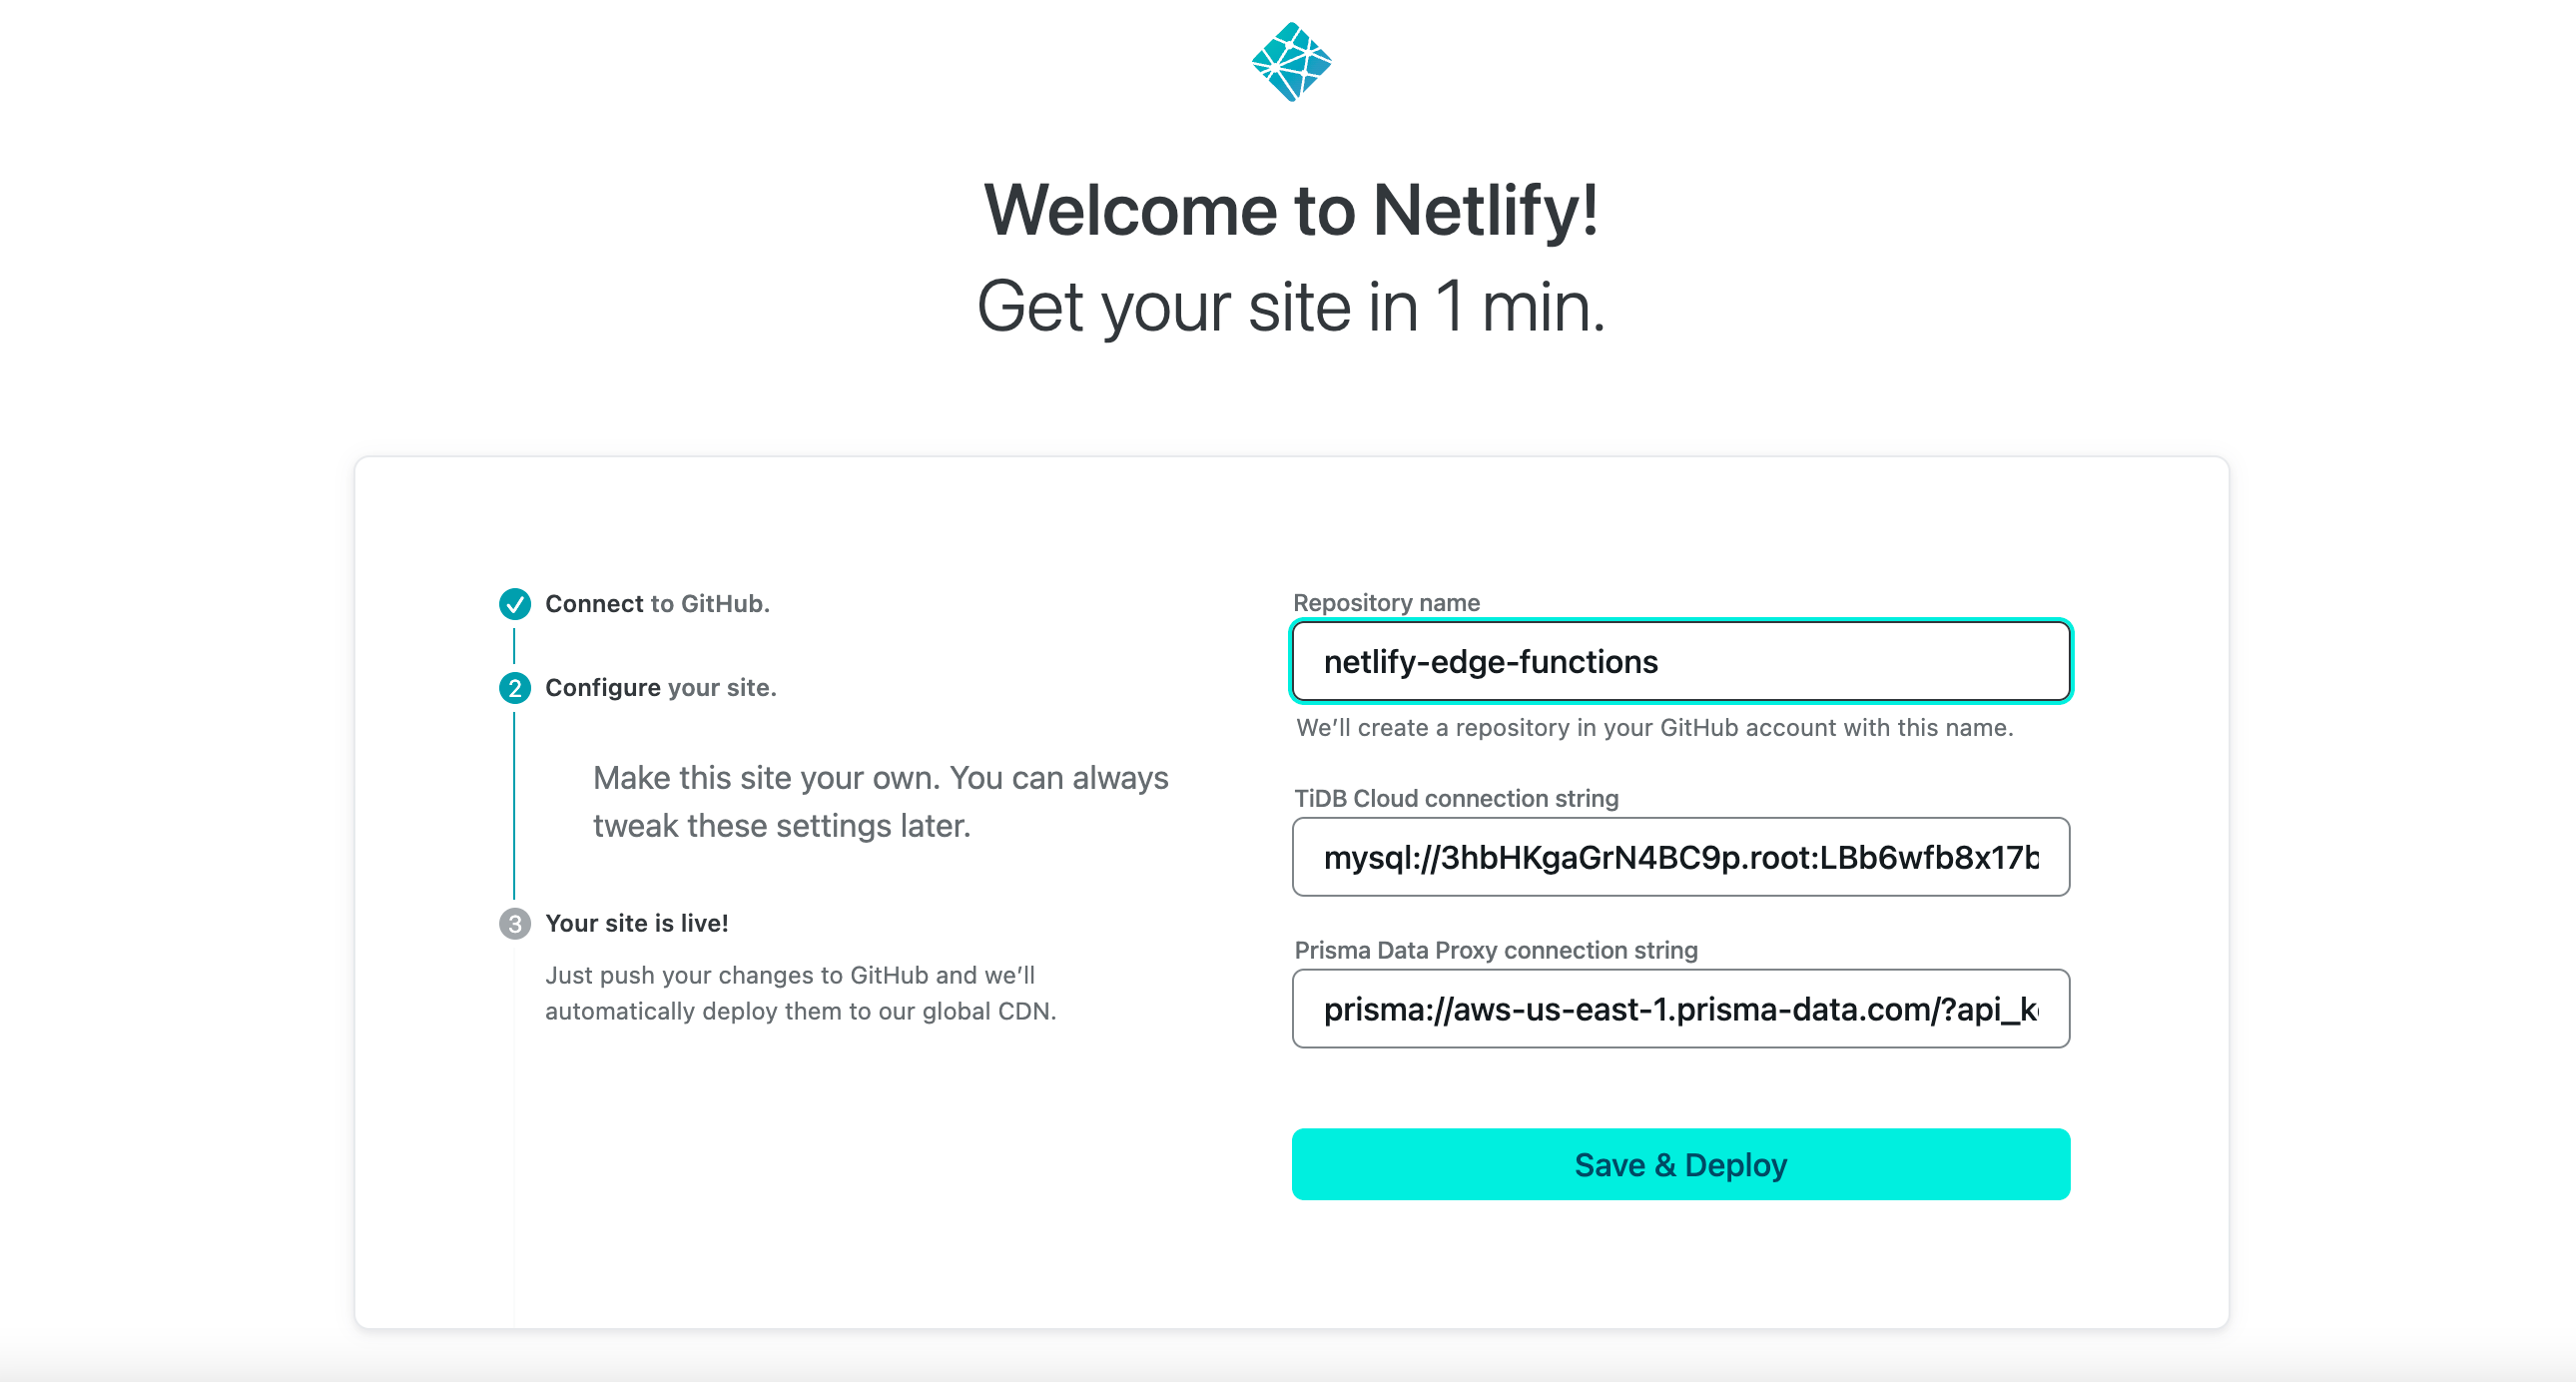 Welcome to Netlify!
Get your site in 1 min.
Connect to GitHub.
2 Configure your site.
Make this site your own. You can always
tweak these settings later.
3 Your site is live!
Just push your changes to GitHub and we’ll
automatically deploy them to our global CDN.
Repository name
netlify-edge-functions
We’ll create a repository in your GitHub account with this name.
TiDB Cloud connection string
mysql://3hbHKgaGrN4BC9p.root:LBb6wfb8x17b
Prisma Data Proxy connection string
prisma://aws-us-east-1.prisma-data.com/?api_k
Save & Deploy